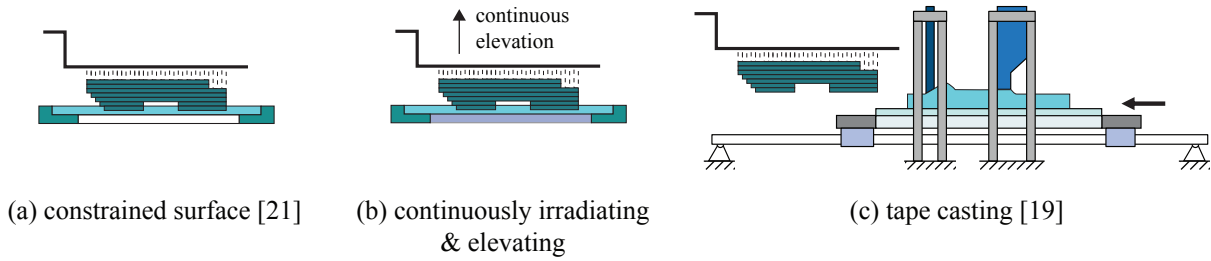 continuous
elevation
(a) constrained surface [21]
(b) continuously irradiating
& elevating
(c) tape casting [19]